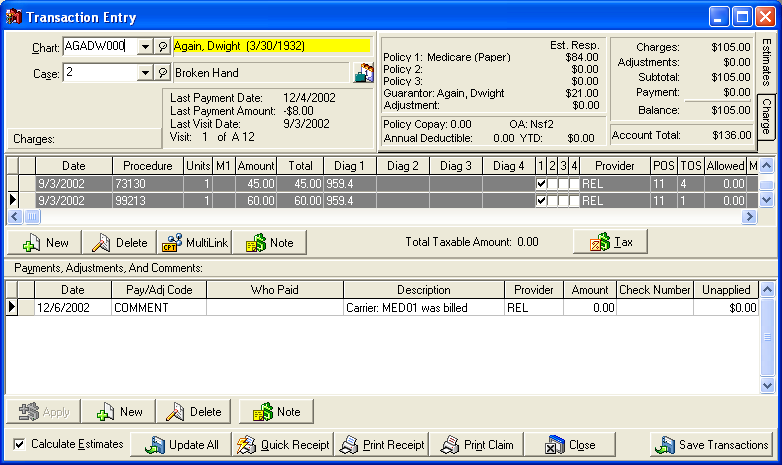 Transaction Entry
Chart: AGADW000 Again, Dwight (3/30/1932)
Case: 2 Broken Hand
Last Payment Date: 12/4/2002
Last Payment Amount: -$8.00
Last Visit Date: 9/3/2002
Visit: 1 of A 12
Charges:
Est. Resp.
Policy 1: Medicare (Paper) $84.00
Policy 2: $0.00
Policy 3: $0.00
Guarantor: Again, Dwight $21.00
Adjustment: $0.00
Policy Copay: 0.00 OA: Nsf2
Annual Deductible: 0.00 YTD: $0.00
Charges: $105.00
Adjustments: $0.00
Subtotal: $105.00
Payment: $0.00
Balance: $105.00
Account Total: $136.00
Estimates
Charge
Date Procedure Units M1 Amount Total Diag 1 Diag 2 Diag 3 Diag 4 1 2 3 4 Provider POS TOS Allowed M
9/3/2002 73130 1 45.00 45.00 959.4 REL 11 4 0.00
9/3/2002 99213 1 60.00 60.00 959.4 REL 11 1 0.00
New Delete MultiLink Note Total Taxable Amount: 0.00 Tax
Payments, Adjustments, And Comments:
Date Pay/Adj Code Who Paid Description Provider Amount Check Number Unapplied
12/6/2002 COMMENT Carrier: MED01 was billed REL 0.00 $0.00
Apply New Delete Note
Calculate Estimates Update All Quick Receipt Print Receipt Print Claim Close Save Transactions